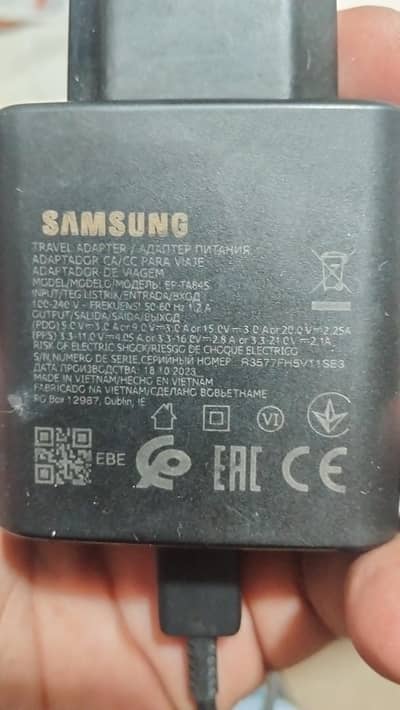 SAMSUNG
TRAVEL ADAPTER / АДАПТЕР ПИТАНИЯ
ADAPTADOR CA/CC PARA VIAJE
ADAPTADOR DE VIAGEM
MODEL/MODELO/МОДЕЛЬ: EP-TA845
INPUT/TEGLISTRIK/ENTRADA/ВХОД
100-240 V - FREKUENSI 50-60 Hz 1.2 A
OUTPUT/SALIDA/SAIDA/ВЫХОД
(PDO) 5.0 V⎓3.0 A or 9.0 V⎓3.0 A or 15.0 V⎓3.0 A or 20.0 V⎓2.25A
(PPS) 3.3-11.0 V⎓4.05 A or 3.3-16.0 V⎓2.8 A or 3.3-21.0 V⎓2.1A
RISK OF ELECTRIC SHOCK/RIESGO DE CHOQUE ELECTRICO
S/N, NUMERO DE SERIE, СЕРИЙНЫЙ НОМЕР R3577FH5VT1SE3
ДАТА ПРОИЗВОДСТВА: 18.10.2023
MADE IN VIETNAM/HECHO EN VIETNAM
FABRICADO NA VIETNAM/СДЕЛАНО ВО ВЬЕТНАМЕ
PO Box 12987, Dublin, IE
VI
EBE
EAC CE